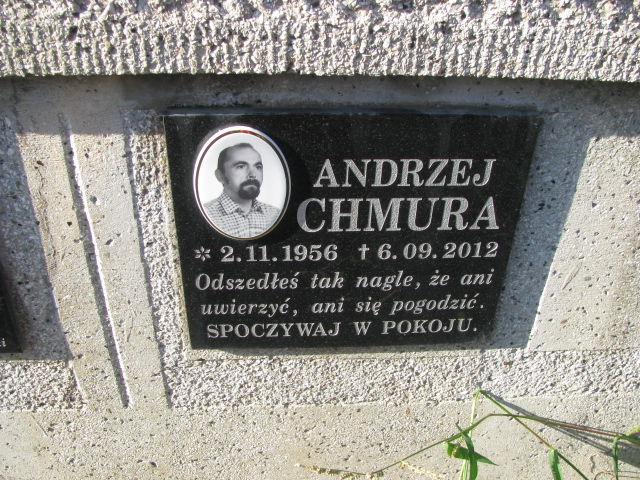 ANDRZEJ
CHMURA
* 2.11.1956 † 6.09.2012
Odszedłeś tak nagle, że ani
uwierzyć, ani się pogodzić.
SPOCZYWAJ W POKOJU.